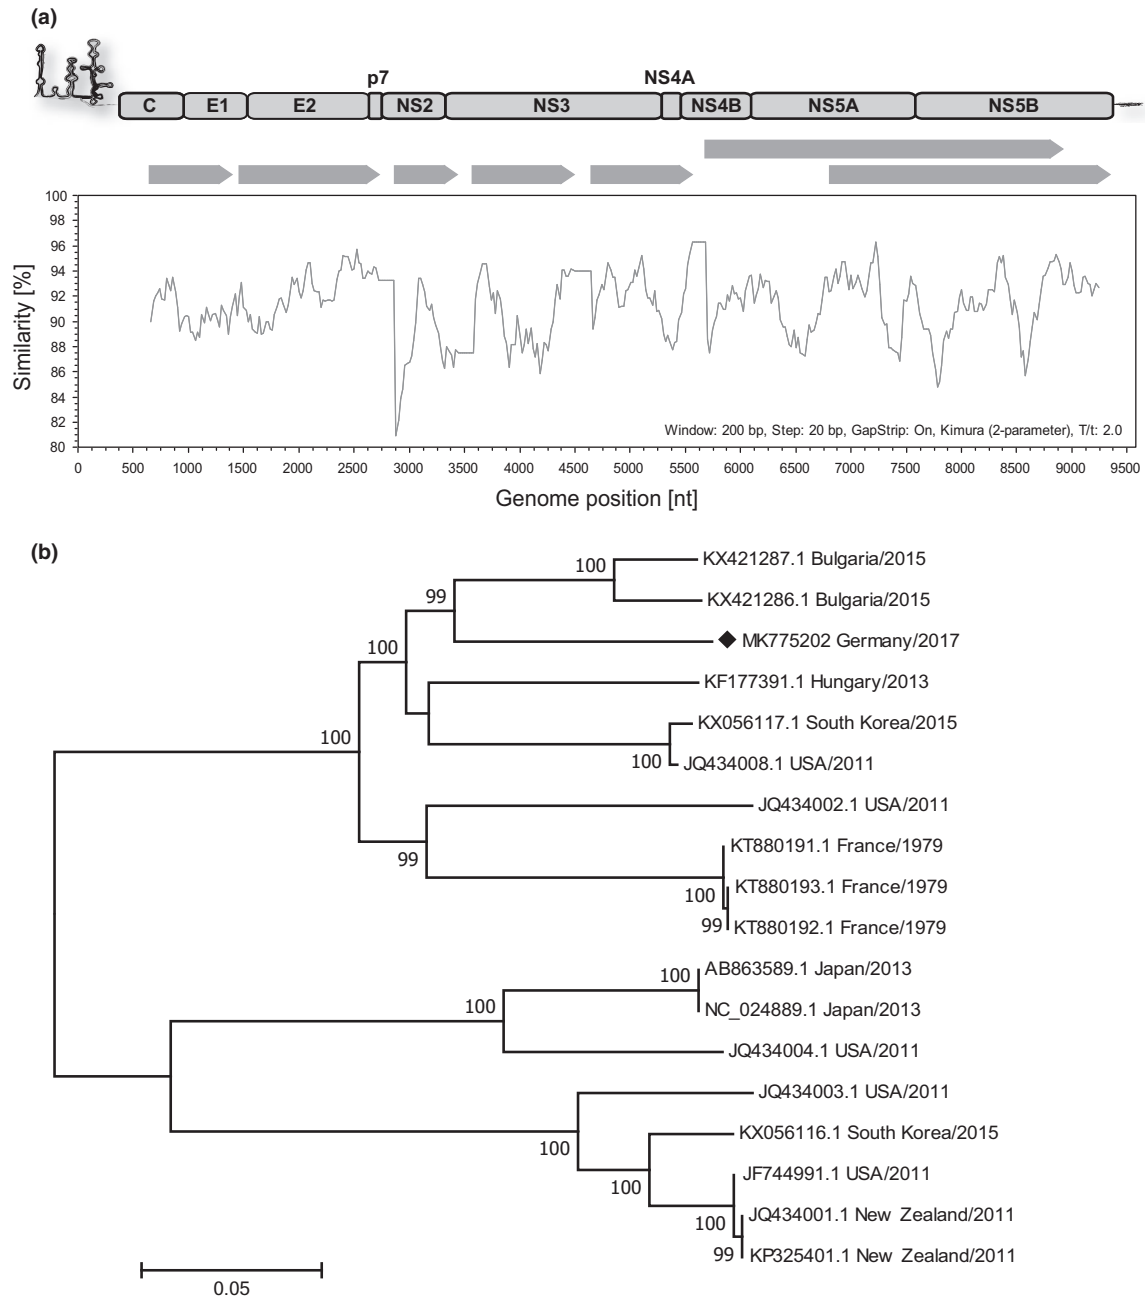 (a)
p7 NS4A
C E1 E2 NS2 NS3 NS4B NS5A NS5B
100
98
96
94
92
90
88
86
84
82
80
Similarity [%]
Window: 200 bp, Step: 20 bp, GapStrip: On, Kimura (2-parameter), T/t: 2.0
0 500 1000 1500 2000 2500 3000 3500 4000 4500 5000 5500 6000 6500 7000 7500 8000 8500 9000 9500
Genome position [nt]
(b)
KX421287.1 Bulgaria/2015
100
99
KX421286.1 Bulgaria/2015
MK775202 Germany/2017
100
KF177391.1 Hungary/2013
KX056117.1 South Korea/2015
100
100
JQ434008.1 USA/2011
JQ434002.1 USA/2011
KT880191.1 France/1979
99
KT880193.1 France/1979
100
99
KT880192.1 France/1979
AB863589.1 Japan/2013
100
100
NC_024889.1 Japan/2013
JQ434004.1 USA/2011
JQ434003.1 USA/2011
KX056116.1 South Korea/2015
100
JF744991.1 USA/2011
100
JQ434001.1 New Zealand/2011
100
99
KP325401.1 New Zealand/2011
0.05